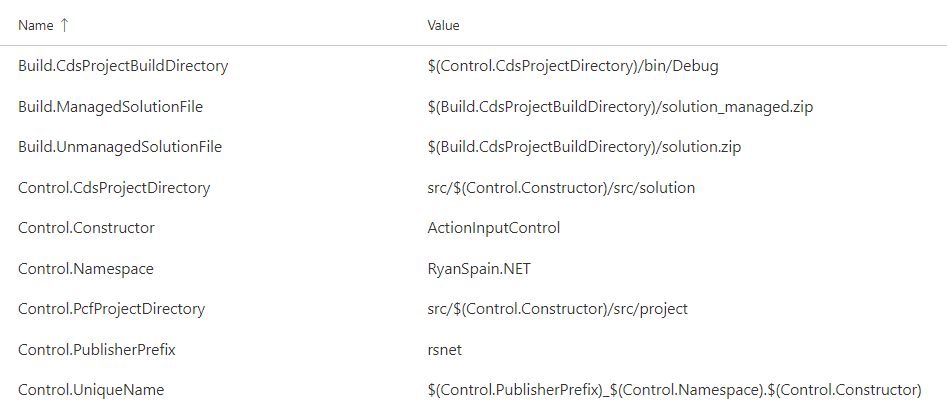 Name ↑ Value
Build.CdsProjectBuildDirectory $(Control.CdsProjectDirectory)/bin/Debug
Build.ManagedSolutionFile $(Build.CdsProjectBuildDirectory)/solution_managed.zip
Build.UnmanagedSolutionFile $(Build.CdsProjectBuildDirectory)/solution.zip
Control.CdsProjectDirectory src/$(Control.Constructor)/src/solution
Control.Constructor ActionInputControl
Control.Namespace RyanSpain.NET
Control.PcfProjectDirectory src/$(Control.Constructor)/src/project
Control.PublisherPrefix rsnet
Control.UniqueName $(Control.PublisherPrefix)_$(Control.Namespace).$(Control.Constructor)